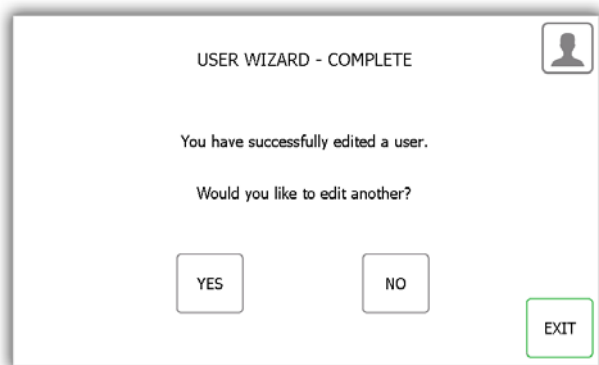 USER WIZARD - COMPLETE
You have successfully edited a user.
Would you like to edit another?
YES
NO
EXIT